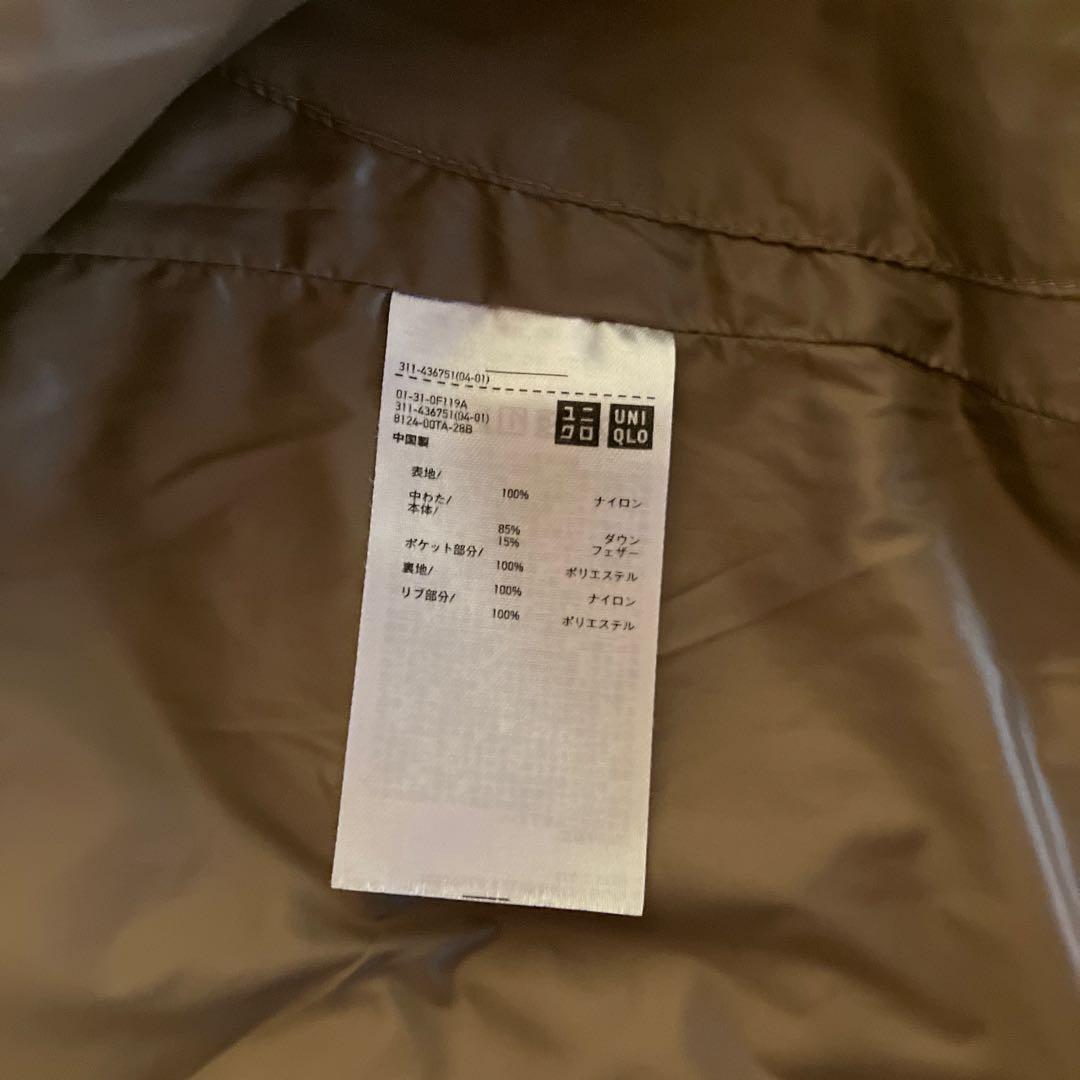 311-436751(04-01)
01-31-0F119A
311-436751(04-01)
8124-00TA-28B
中国製
ユニ
クロ
UNI
QLO
表地/
100% ナイロン
中わた/
本体/
85% ダウン
15% フェザー
ポケット部分/
100% ポリエステル
裏地/
100% ナイロン
リブ部分/
100% ポリエステル